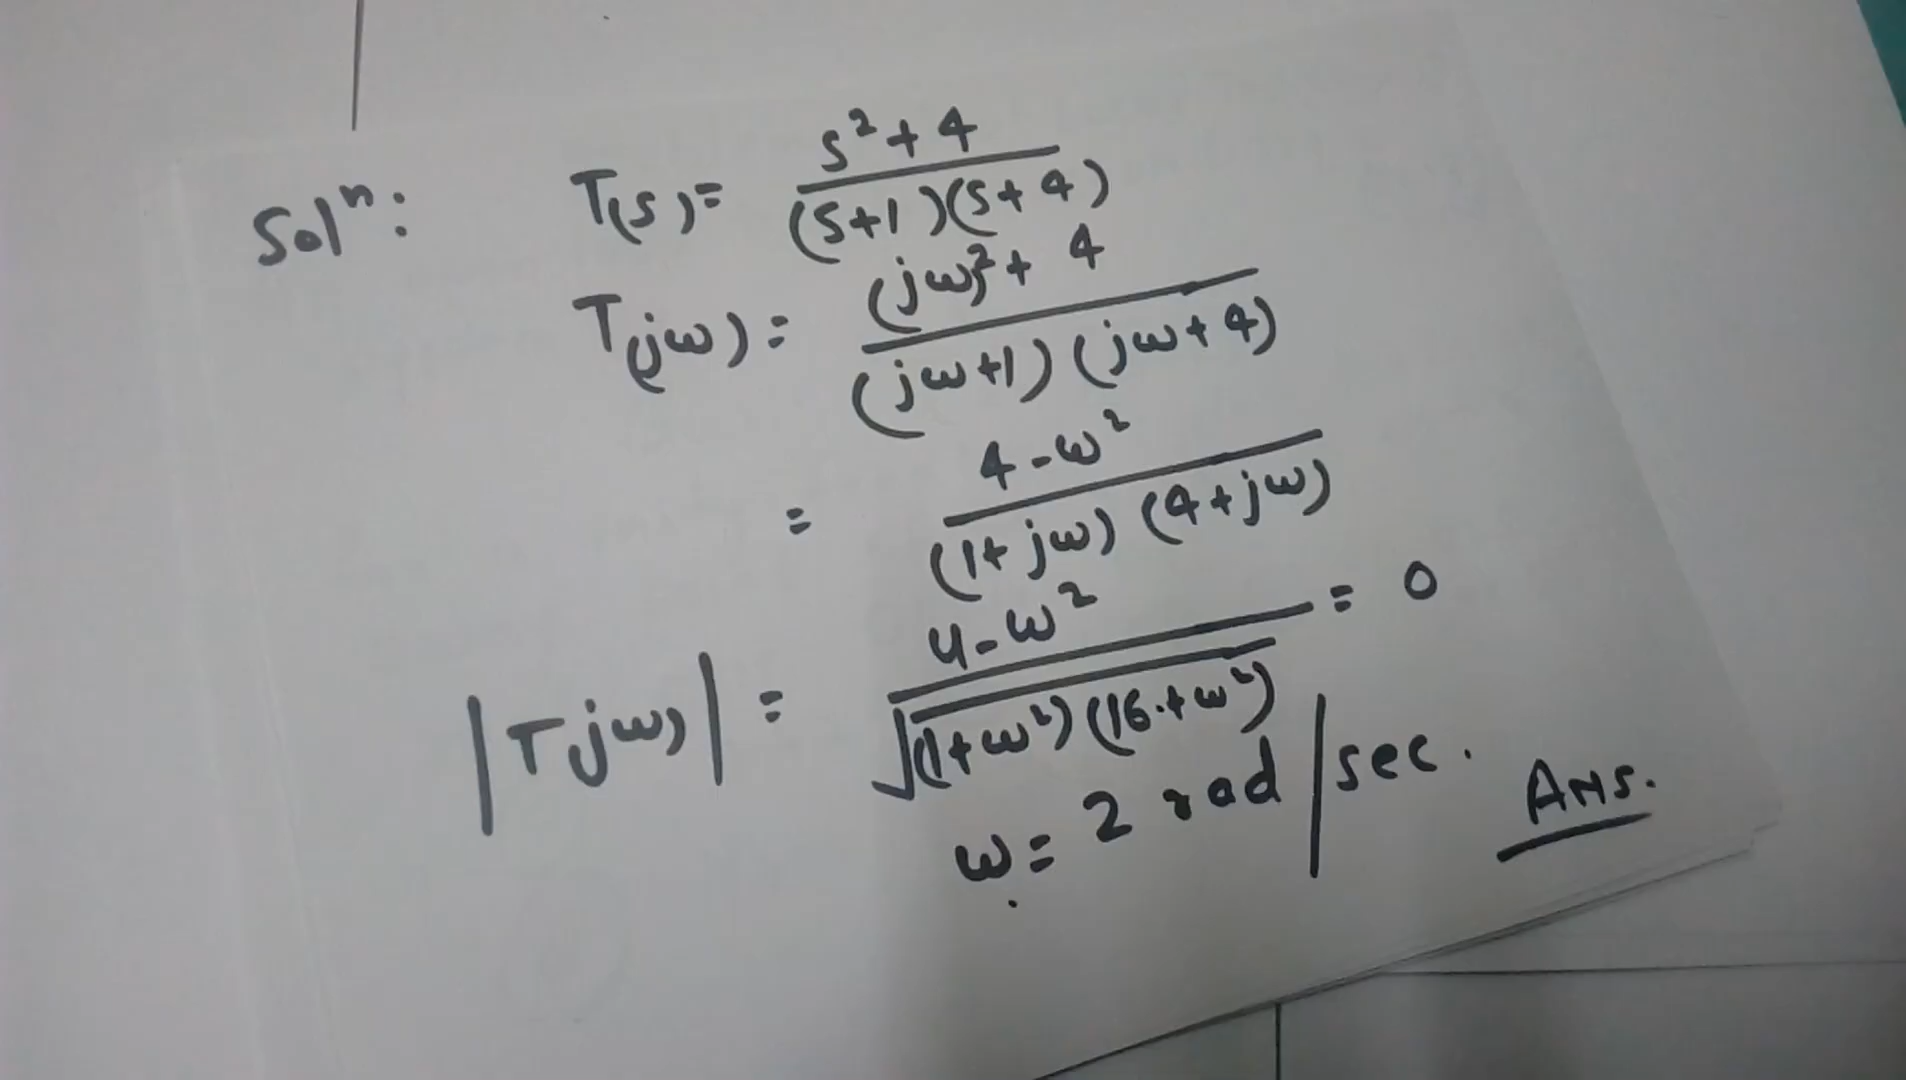 Solⁿ: T(s) = s² + 4 / (s+1)(s+4)
T(jω) = (jω)² + 4 / (jω+1)(jω+4)
= 4-ω² / (1+jω)(4+jω)
|T(jω)| = 4-ω² / √(1+ω²)(16+ω²) = 0
ω = 2 rad/sec. Ans.